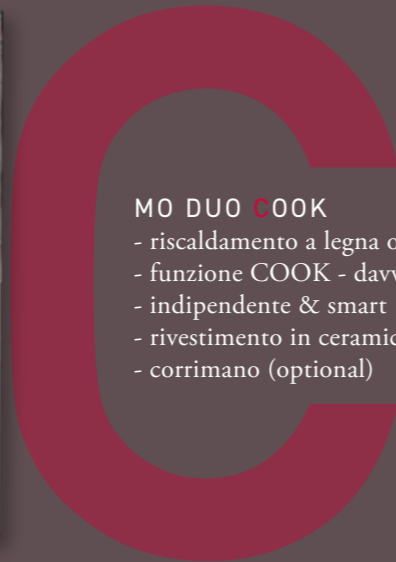 MO DUO COOK
- riscaldamento a legna
- funzione COOK -
- indipendente & smart
- rivestimento in
- corrimano (optional)